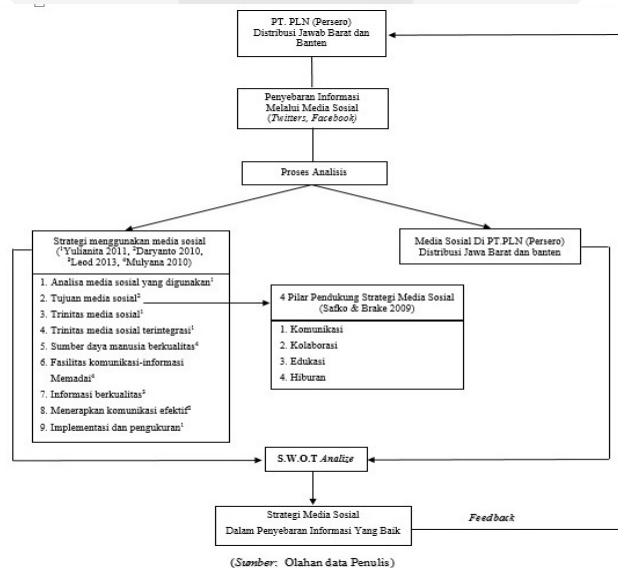 PT. PLN (Persero)
Distribusi Jawab Barat dan
Banten
Penyebaran Informasi
Melalui Media Sosial
(Twitters, Facebook)
Proses Analisis
Strategi menggunakan media sosial
(¹Yulianita 2011, ²Daryanto 2010,
³Leod 2013, ⁴Mulyana 2010)
1. Analisa media sosial yang digunakan¹
2. Tujuan media sosial²
3. Trinitas media sosial¹
4. Trinitas media sosial terintegrasi¹
5. Sumber daya manusia berkualitas⁴
6. Fasilitas komunikasi-informasi
Memadai⁴
7. Informasi berkualitas³
8. Menerapkan komunikasi efektif²
9. Implementasi dan pengukuran¹
Media Sosial Di PT.PLN (Persero)
Distribusi Jawa Barat dan banten
4 Pilar Pendukung Strategi Media Sosial
(Safko & Brake 2009)
1. Komunikasi
2. Kolaborasi
3. Edukasi
4. Hiburan
S.W.O.T Analize
Strategi Media Sosial
Dalam Penyebaran Informasi Yang Baik
Feedback
(Sumber: Olahan data Penulis)